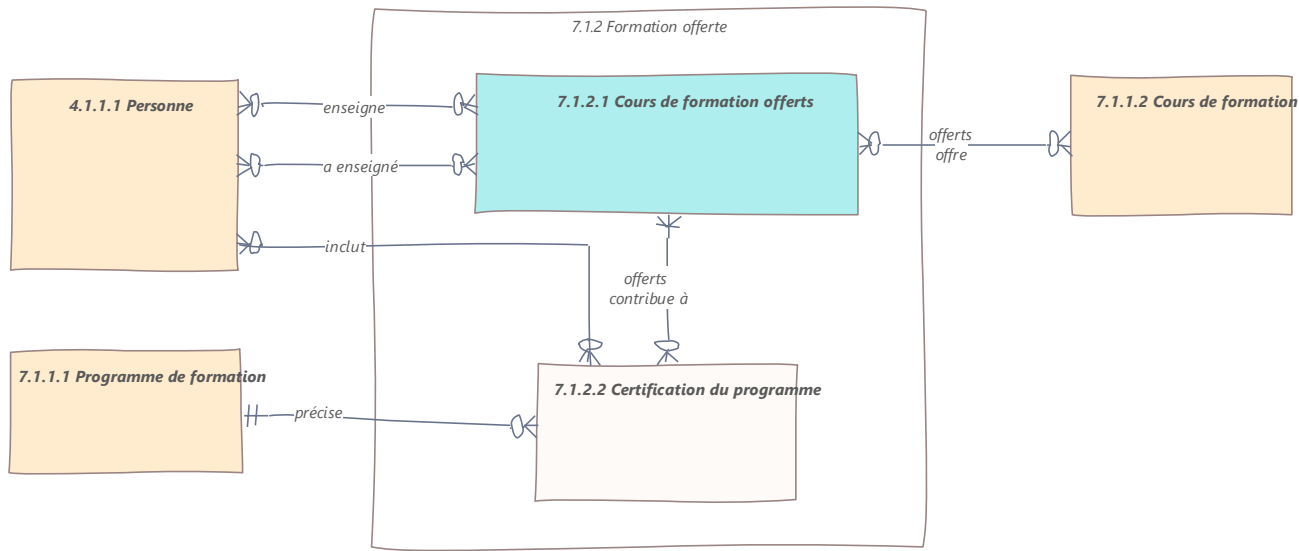 7.1.2 Formation offerte
4.1.1.1 Personne
enseigne
7.1.2.1 Cours de formation offerts
7.1.1.2 Cours de formation
offerts
offre
a enseigné
inclut
offerts
contribue à
7.1.1.1 Programme de formation
7.1.2.2 Certification du programme
précise